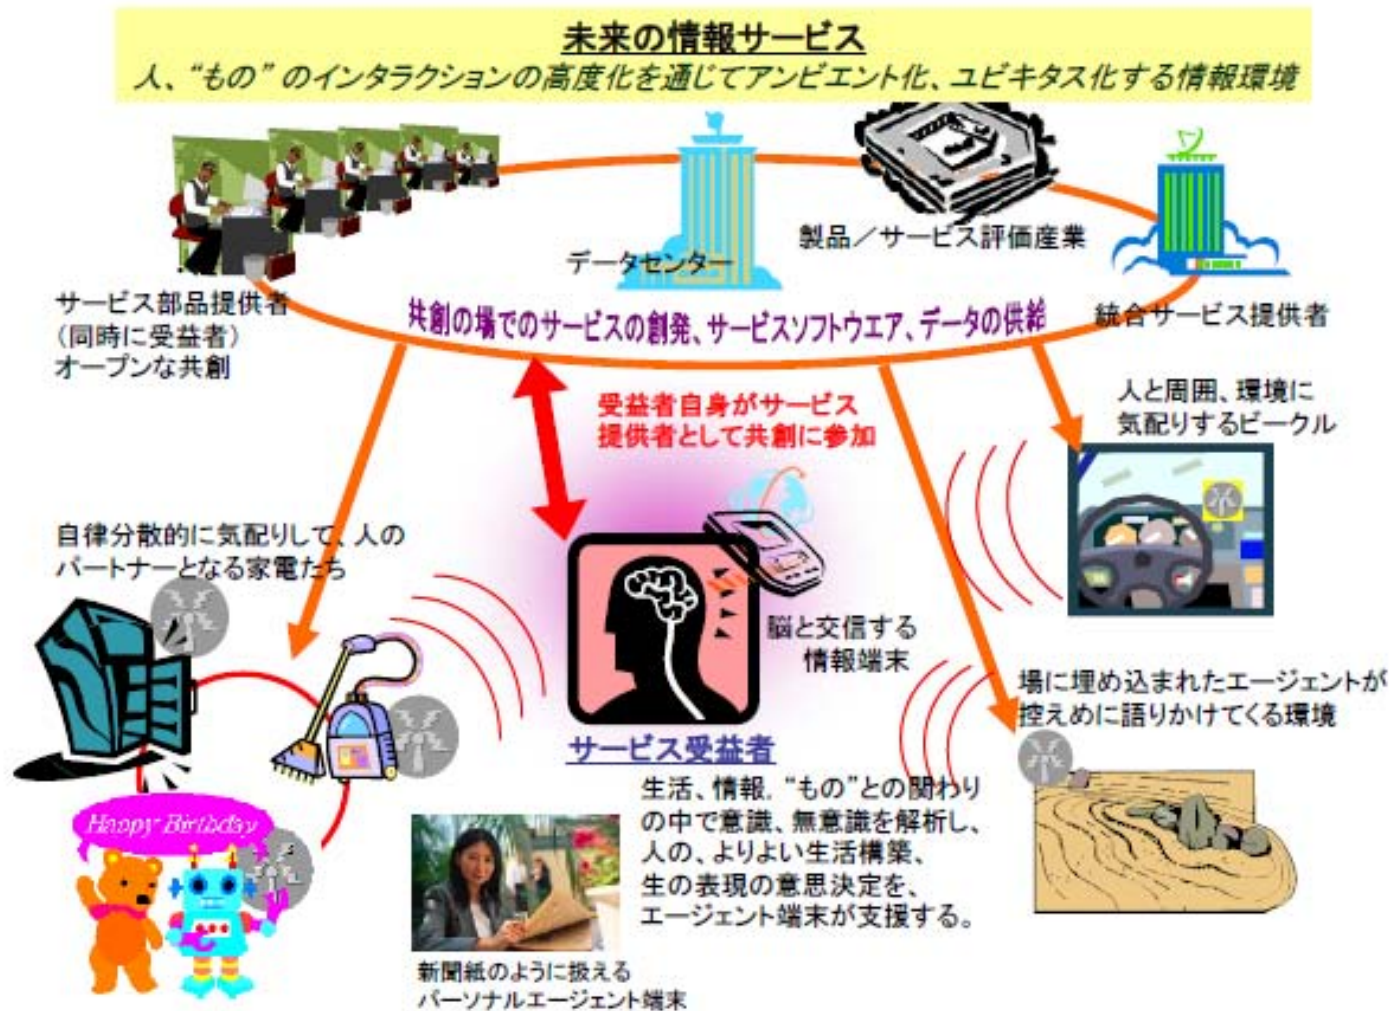 未来の情報サービス
人、“もの” のインタラクションの高度化を通じてアンビエント化、ユビキタス化する情報環境
データセンター
製品／サービス評価産業
サービス部品提供者
（同時に受益者）
オープンな共創
統合サービス提供者
共創の場でのサービスの創発、サービスソフトウエア、データの供給
受益者自身がサービス
提供者として共創に参加
人と周囲、環境に
気配りするビークル
自律分散的に気配りして、人の
パートナーとなる家電たち
脳と交信する
情報端末
場に埋め込まれたエージェントが
控えめに語りかけてくる環境
サービス受益者
生活、情報，“もの”との関わり
の中で意識、無意識を解析し、
人の、よりよい生活構築、
生の表現の意思決定を、
エージェント端末が支援する。
Happy Birthday
新聞紙のように扱える
パーソナルエージェント端末